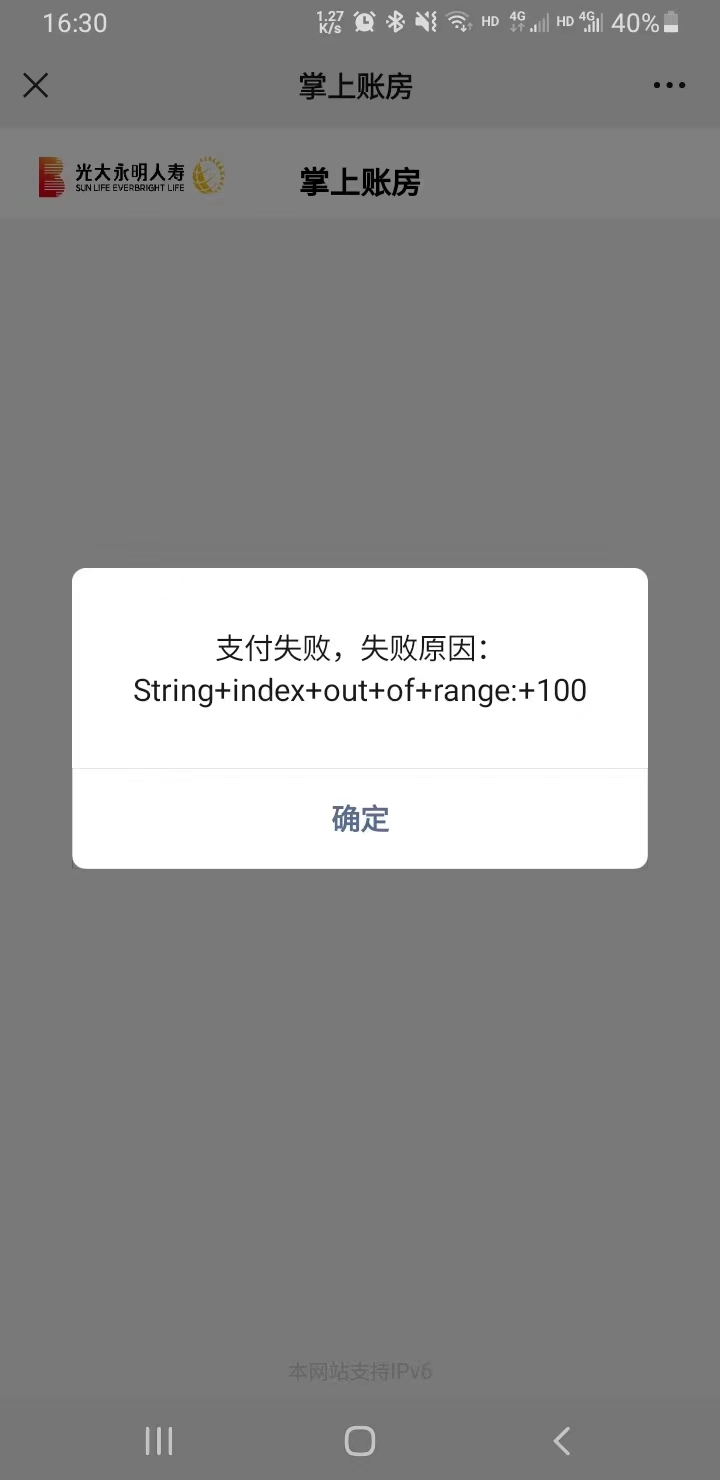 16:30
1.27
K/s
HD 4G HD 4G 40%
掌上账房
光大永明人寿
SUN LIFE EVERBRIGHT LIFE
掌上账房
支付失败，失败原因：
String+index+out+of+range:+100
确定
本网站支持IPv6